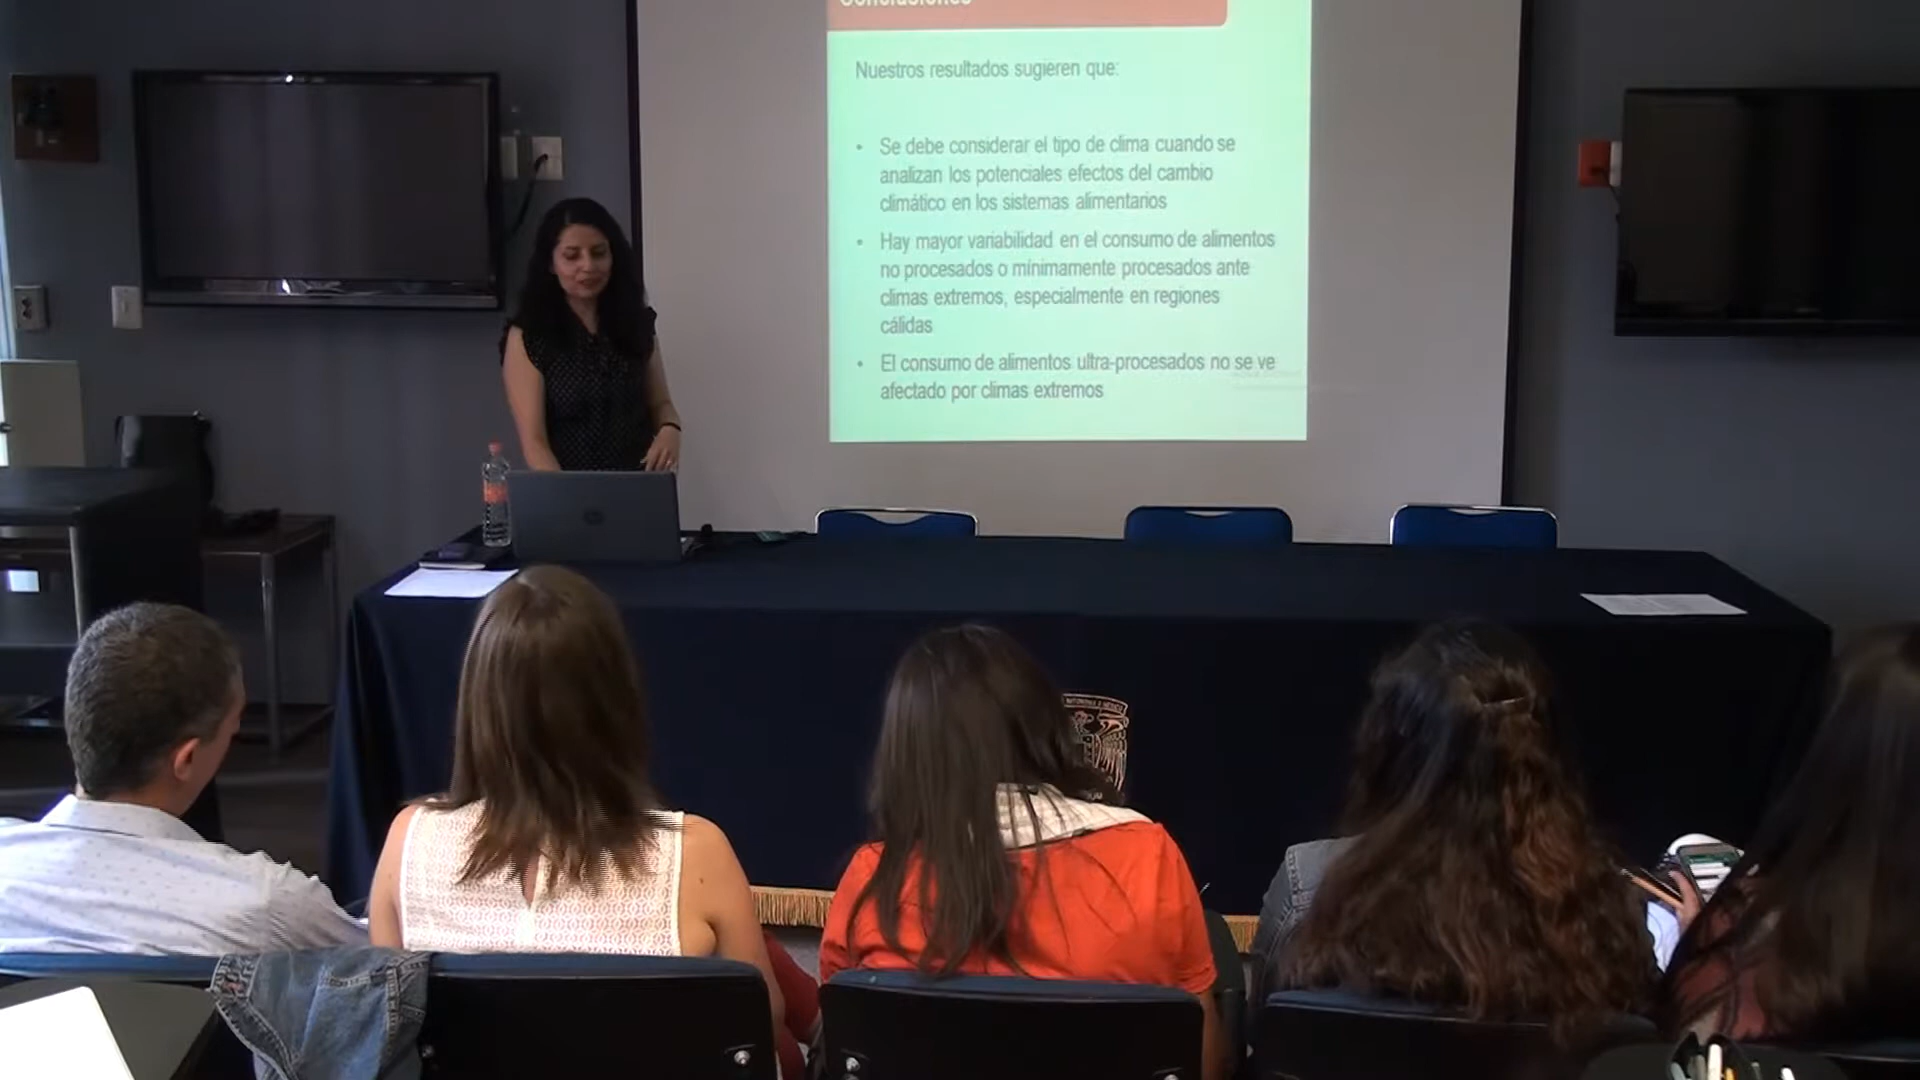 Conclusiones
Nuestros resultados sugieren que:
• Se debe considerar el tipo de clima cuando se
analizan los potenciales efectos del cambio
climático en los sistemas alimentarios
• Hay mayor variabilidad en el consumo de alimentos
no procesados o mínimamente procesados ante
climas extremos, especialmente en regiones
cálidas
• El consumo de alimentos ultra-procesados no se ve
afectado por climas extremos